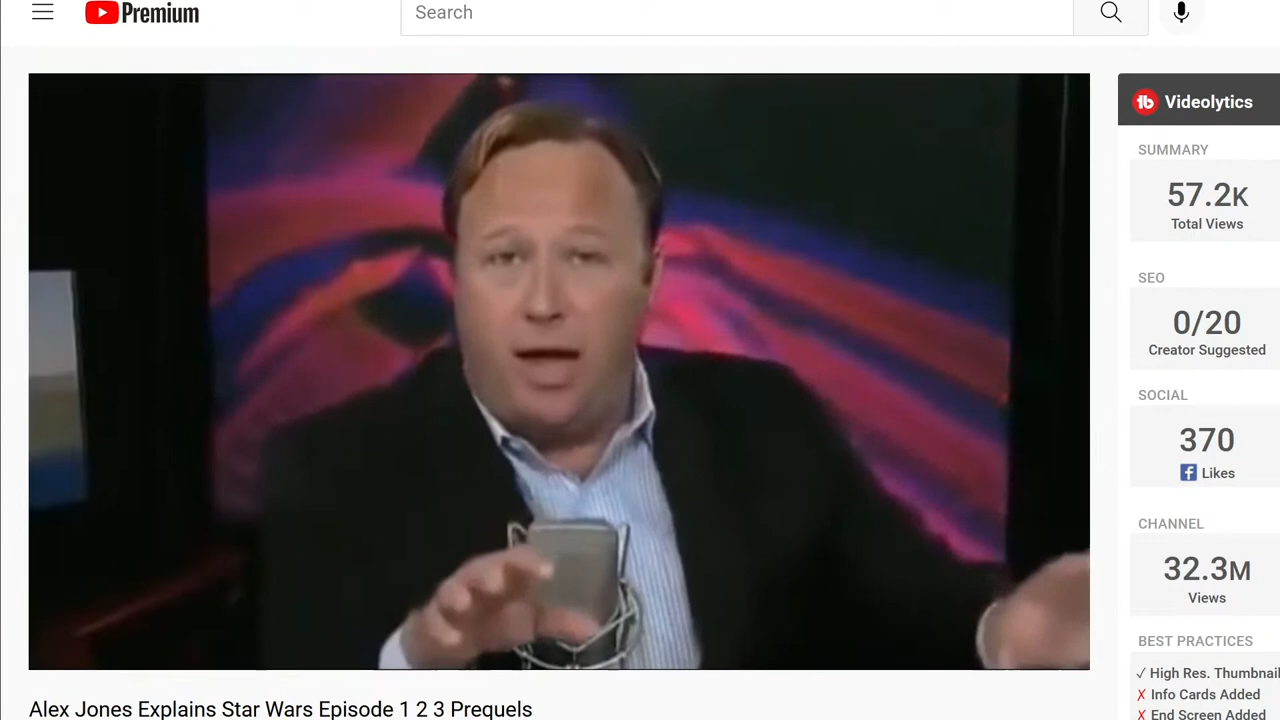 Premium
Search
Videolytics
SUMMARY
57.2K
Total Views
SEO
0/20
Creator Suggested
SOCIAL
370
Likes
CHANNEL
32.3M
Views
BEST PRACTICES
✓ High Res. Thumbnail
✗ Info Cards Added
✗ End Screen Added
Alex Jones Explains Star Wars Episode 1 2 3 Prequels